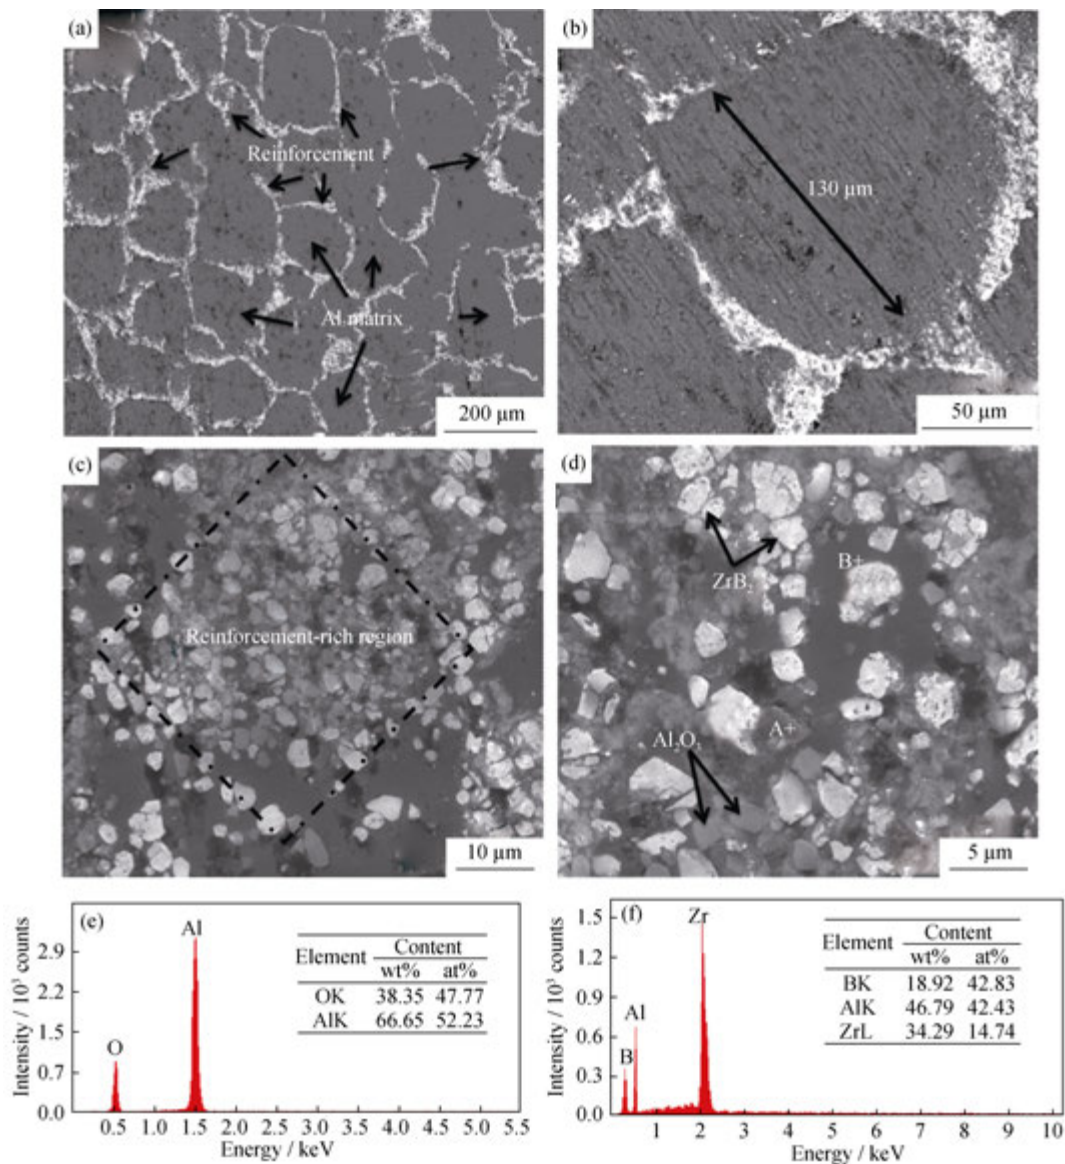 (a)
Reinforcement
Al matrix
200 μm
(b)
130 μm
50 μm
(c)
Reinforcement-rich region
10 μm
(d)
ZrB₂
B+
A+
Al₂O₃
5 μm
(e)
Intensity / 10³ counts
2.9
2.2
1.5
0.7
0.0
O
Al
Element Content
wt% at%
OK 38.35 47.77
AlK 66.65 52.23
0.5 1.0 1.5 2.0 2.5 3.0 3.5 4.0 4.5 5.0 5.5
Energy / keV
(f)
Intensity / 10³ counts
1.5
1.2
0.9
0.6
0.3
0.0
B
Al
Zr
Element Content
wt% at%
BK 18.92 42.83
AlK 46.79 42.43
ZrL 34.29 14.74
1 2 3 4 5 6 7 8 9 10
Energy / keV